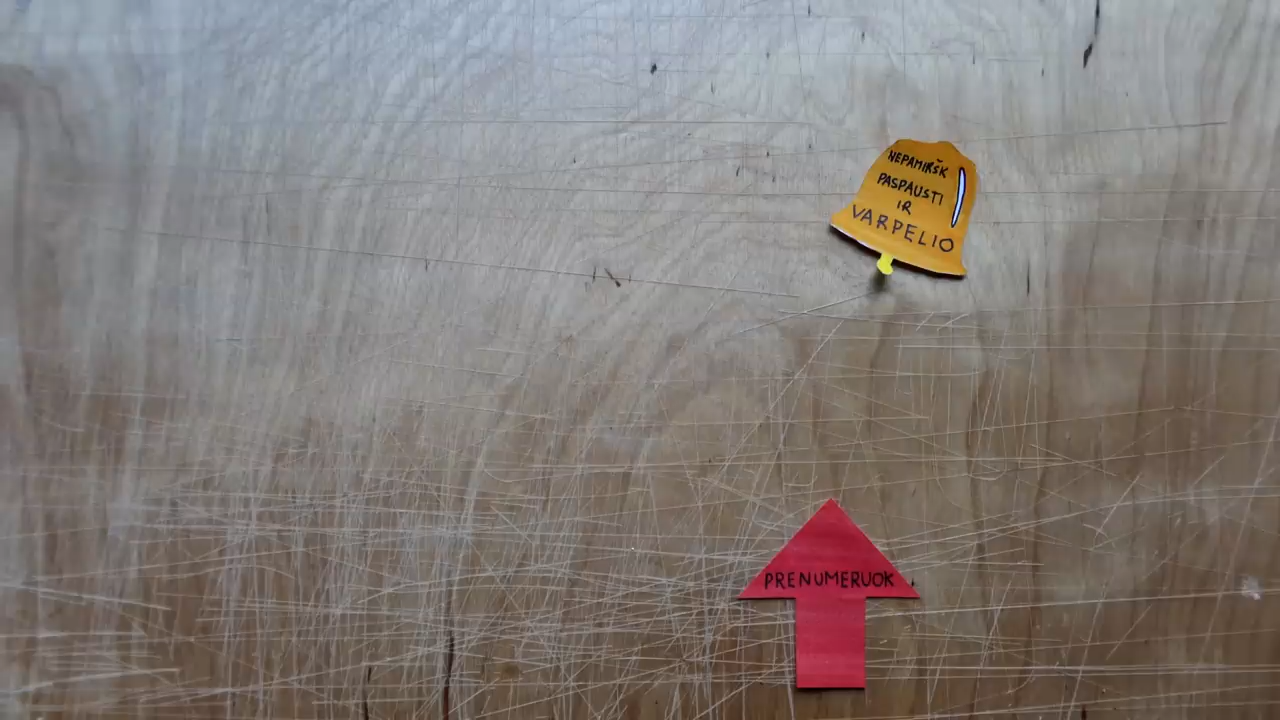 NEPAMIRŠK
PASPAUSTI
IR
VARPELIO
PRENUMERUOK